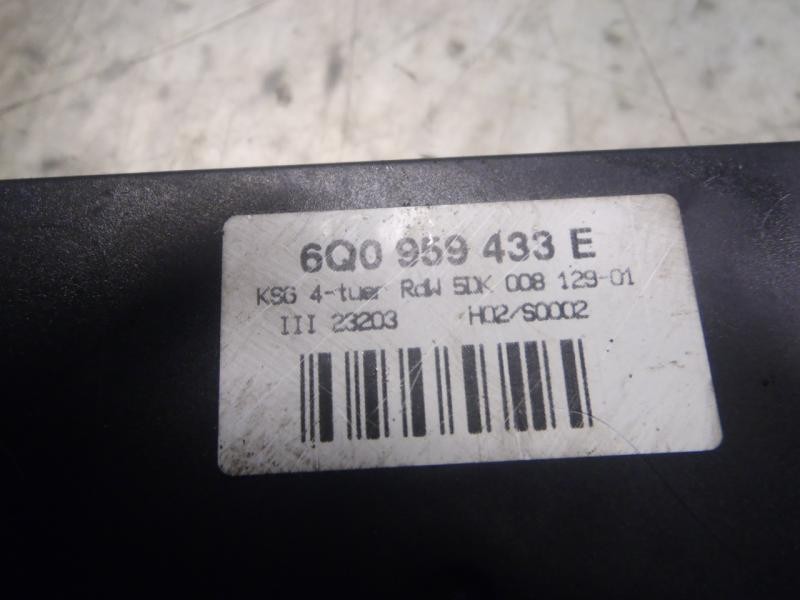 6Q0 959 433 E
KSG 4-tuer RdW 5DK 008 129-01
III 23203 H02/S0002